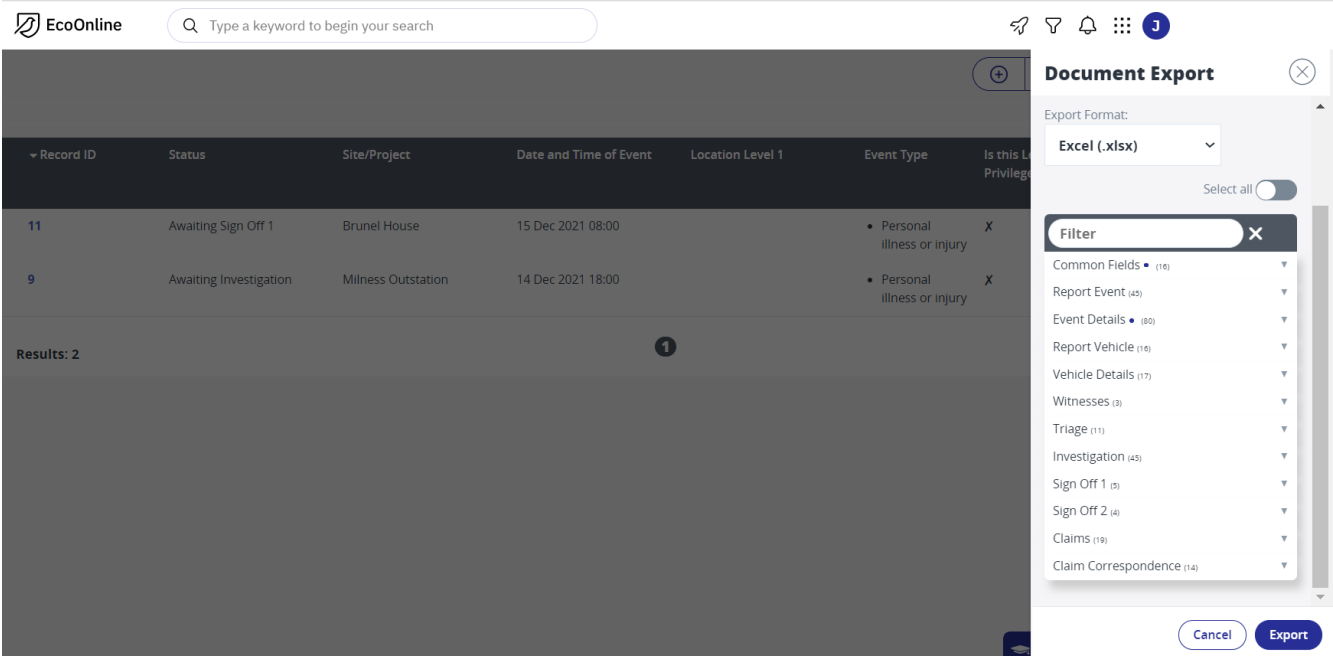 EcoOnline
Type a keyword to begin your search
J
Document Export
Export Format:
Excel (.xlsx)
Select all
Filter
Common Fields • (16)
Report Event (45)
Event Details • (80)
Report Vehicle (16)
Vehicle Details (17)
Witnesses (3)
Triage (11)
Investigation (45)
Sign Off 1 (5)
Sign Off 2 (4)
Claims (19)
Claim Correspondence (14)
Cancel Export
Record ID Status Site/Project Date and Time of Event Location Level 1 Event Type Is this L
Privilege
11 Awaiting Sign Off 1 Brunel House 15 Dec 2021 08:00 • Personal ✗
illness or injury
9 Awaiting Investigation Milness Outstation 14 Dec 2021 18:00 • Personal ✗
illness or injury
Results: 2 1